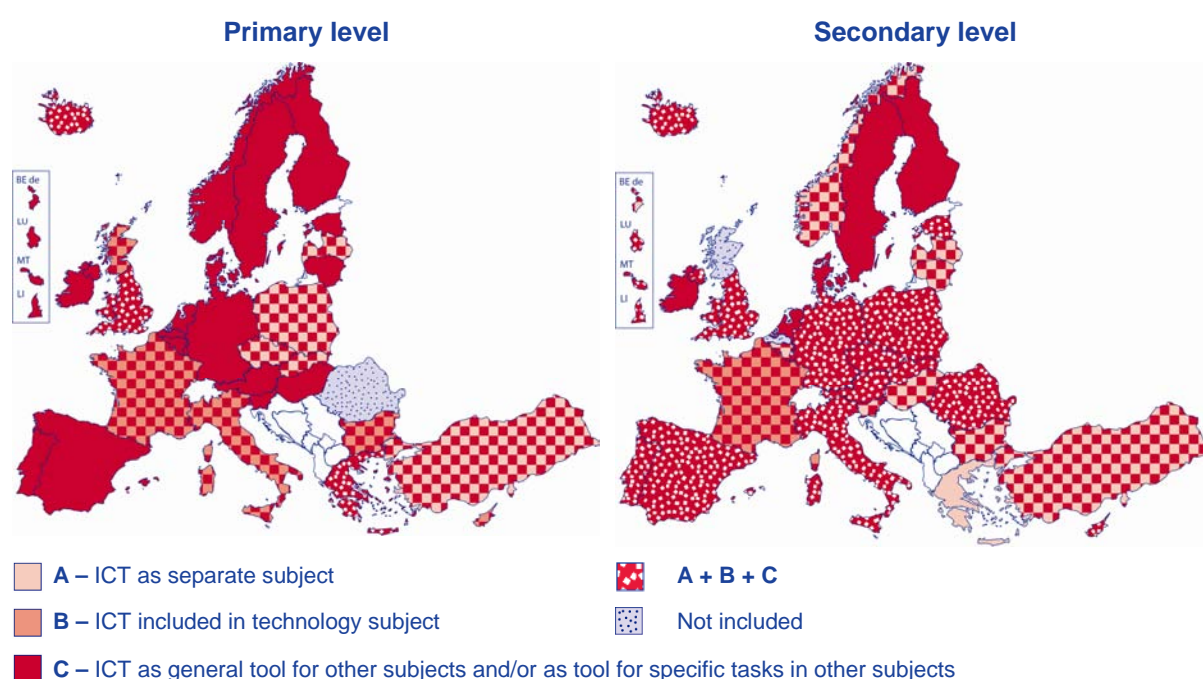 Primary level
Secondary level
BE de
LU
MT
LI
BE de
LU
MT
LI
A – ICT as separate subject
A + B + C
B – ICT included in technology subject
Not included
C – ICT as general tool for other subjects and/or as tool for specific tasks in other subjects